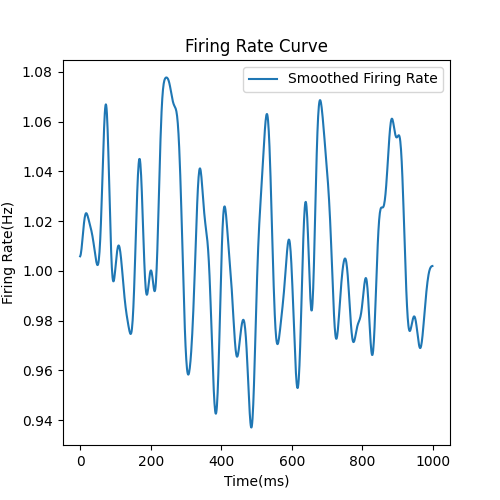 Firing Rate Curve
Smoothed Firing Rate
Firing Rate(Hz)
1.08
1.06
1.04
1.02
1.00
0.98
0.96
0.94
0 200 400 600 800 1000
Time(ms)